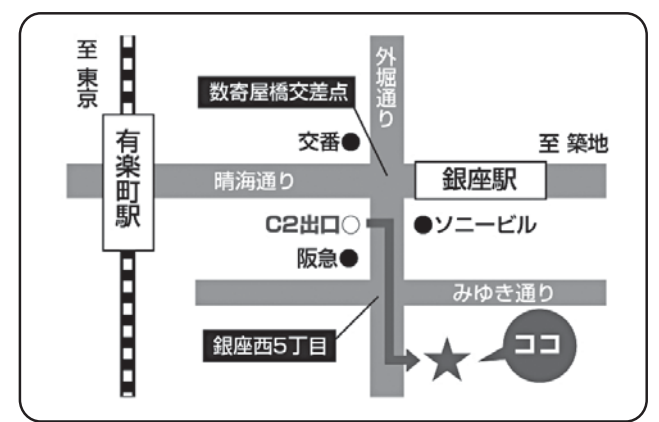 至 東京
外堀通り
数寄屋橋交差点
交番
至 築地
有楽町駅
晴海通り
銀座駅
C2出口
ソニービル
阪急
みゆき通り
銀座西5丁目
ココ